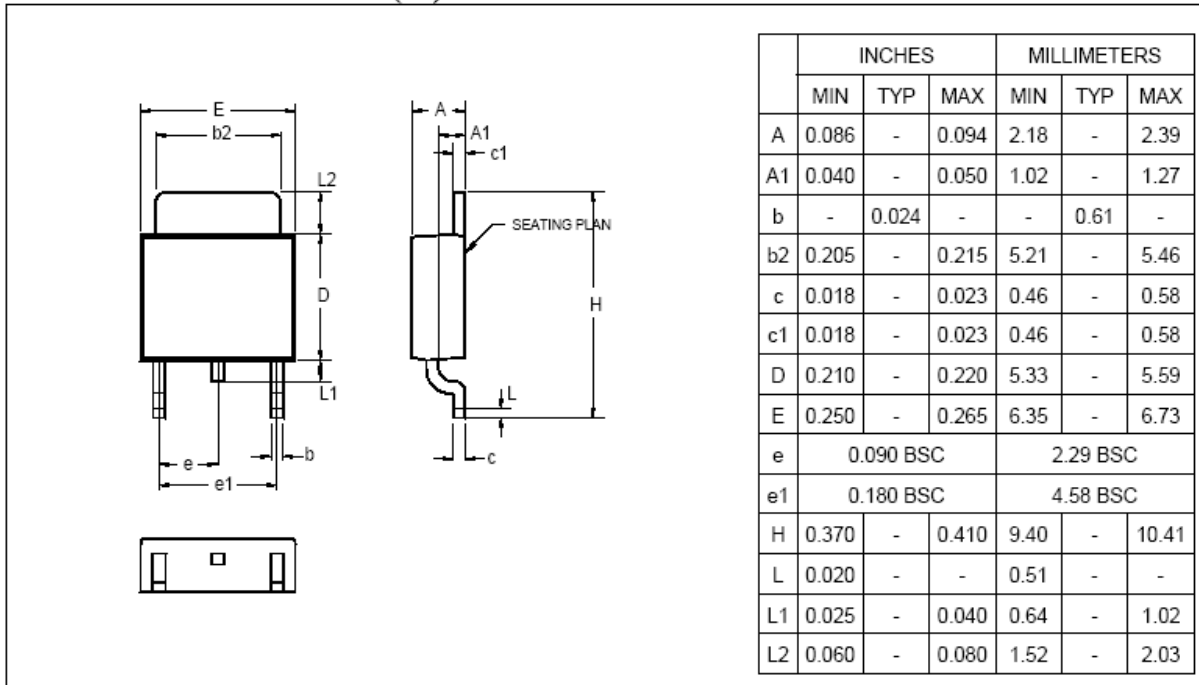 E
b2
L2
D
L1
e
b
e1
A
A1
c1
SEATING PLAN
H
L
c
INCHES MILLIMETERS
MIN TYP MAX MIN TYP MAX
A 0.086 - 0.094 2.18 - 2.39
A1 0.040 - 0.050 1.02 - 1.27
b - 0.024 - - 0.61 -
b2 0.205 - 0.215 5.21 - 5.46
c 0.018 - 0.023 0.46 - 0.58
c1 0.018 - 0.023 0.46 - 0.58
D 0.210 - 0.220 5.33 - 5.59
E 0.250 - 0.265 6.35 - 6.73
e 0.090 BSC 2.29 BSC
e1 0.180 BSC 4.58 BSC
H 0.370 - 0.410 9.40 - 10.41
L 0.020 - - 0.51 - -
L1 0.025 - 0.040 0.64 - 1.02
L2 0.060 - 0.080 1.52 - 2.03